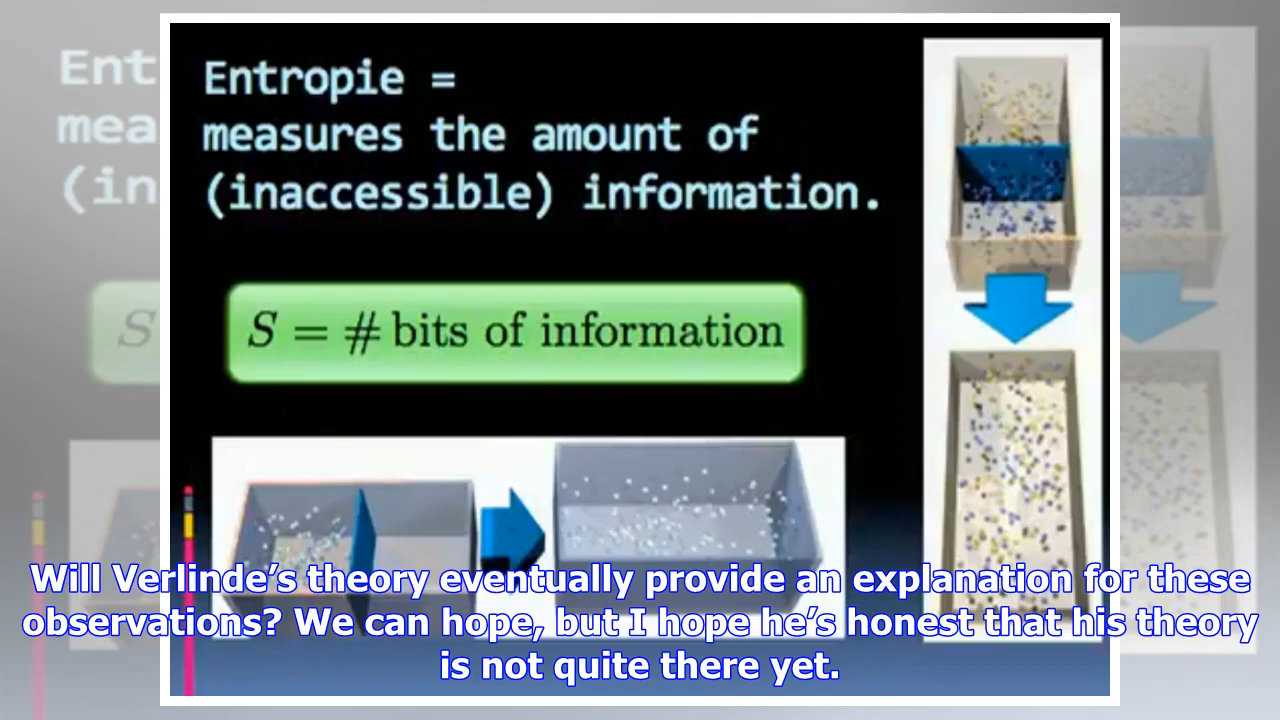 Entropie =
measures the amount of
(inaccessible) information.
S = # bits of information
Will Verlinde’s theory eventually provide an explanation for these
observations? We can hope, but I hope he’s honest that his theory
is not quite there yet.